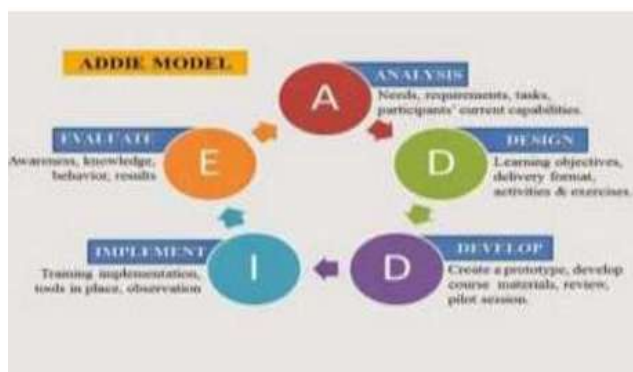 ADDIE MODEL
A
ANALYSIS
Needs, requirements, tasks,
participants' current capabilities.
D
DESIGN
Learning objectives,
delivery format,
activities & exercises.
D
DEVELOP
Create a prototype, develop
course materials, review,
pilot session.
I
IMPLEMENT
Training implementation,
tools in place, observation
E
EVALUATE
Awareness, knowledge,
behavior, results